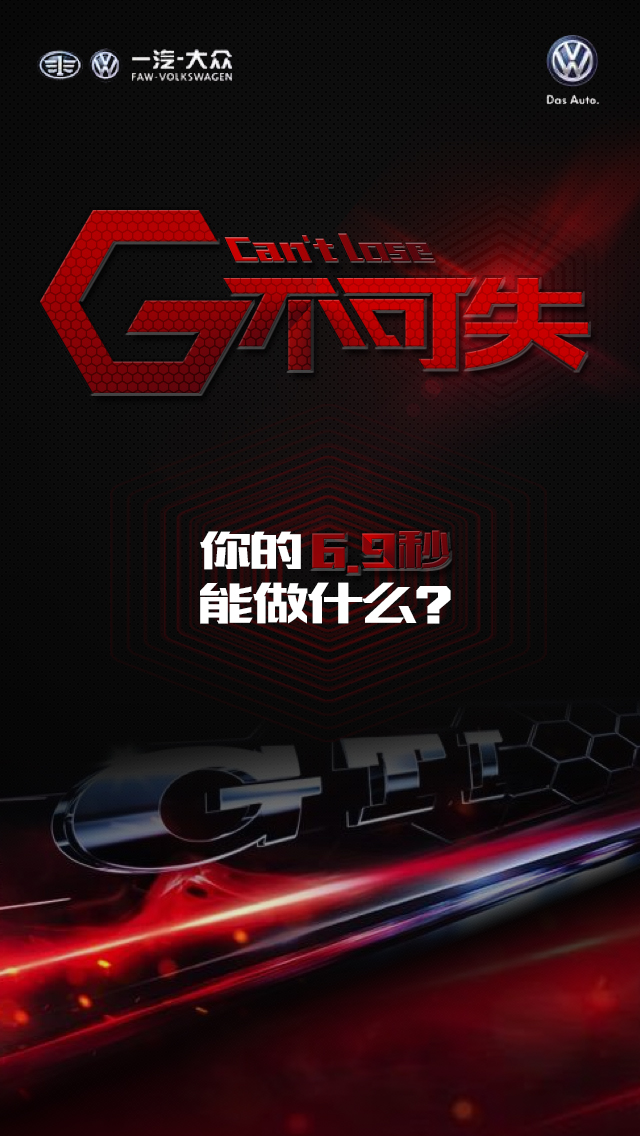 一汽-大众
FAW-VOLKSWAGEN
Das Auto.
Can't lose
G不可失
你的 6.9秒
能做什么?
GTI